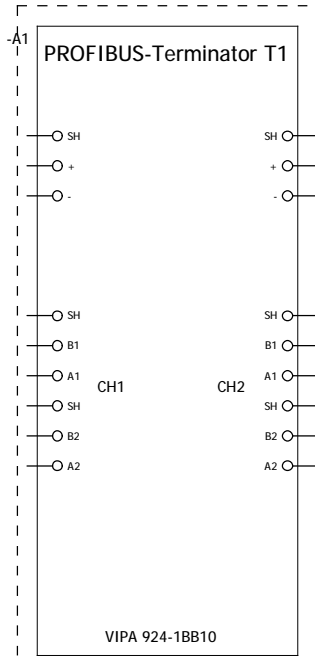 -A1
PROFIBUS-Terminator T1
SH SH
+ +
- -
SH SH
B1 B1
A1 A1
CH1 CH2
SH SH
B2 B2
A2 A2
VIPA 924-1BB10